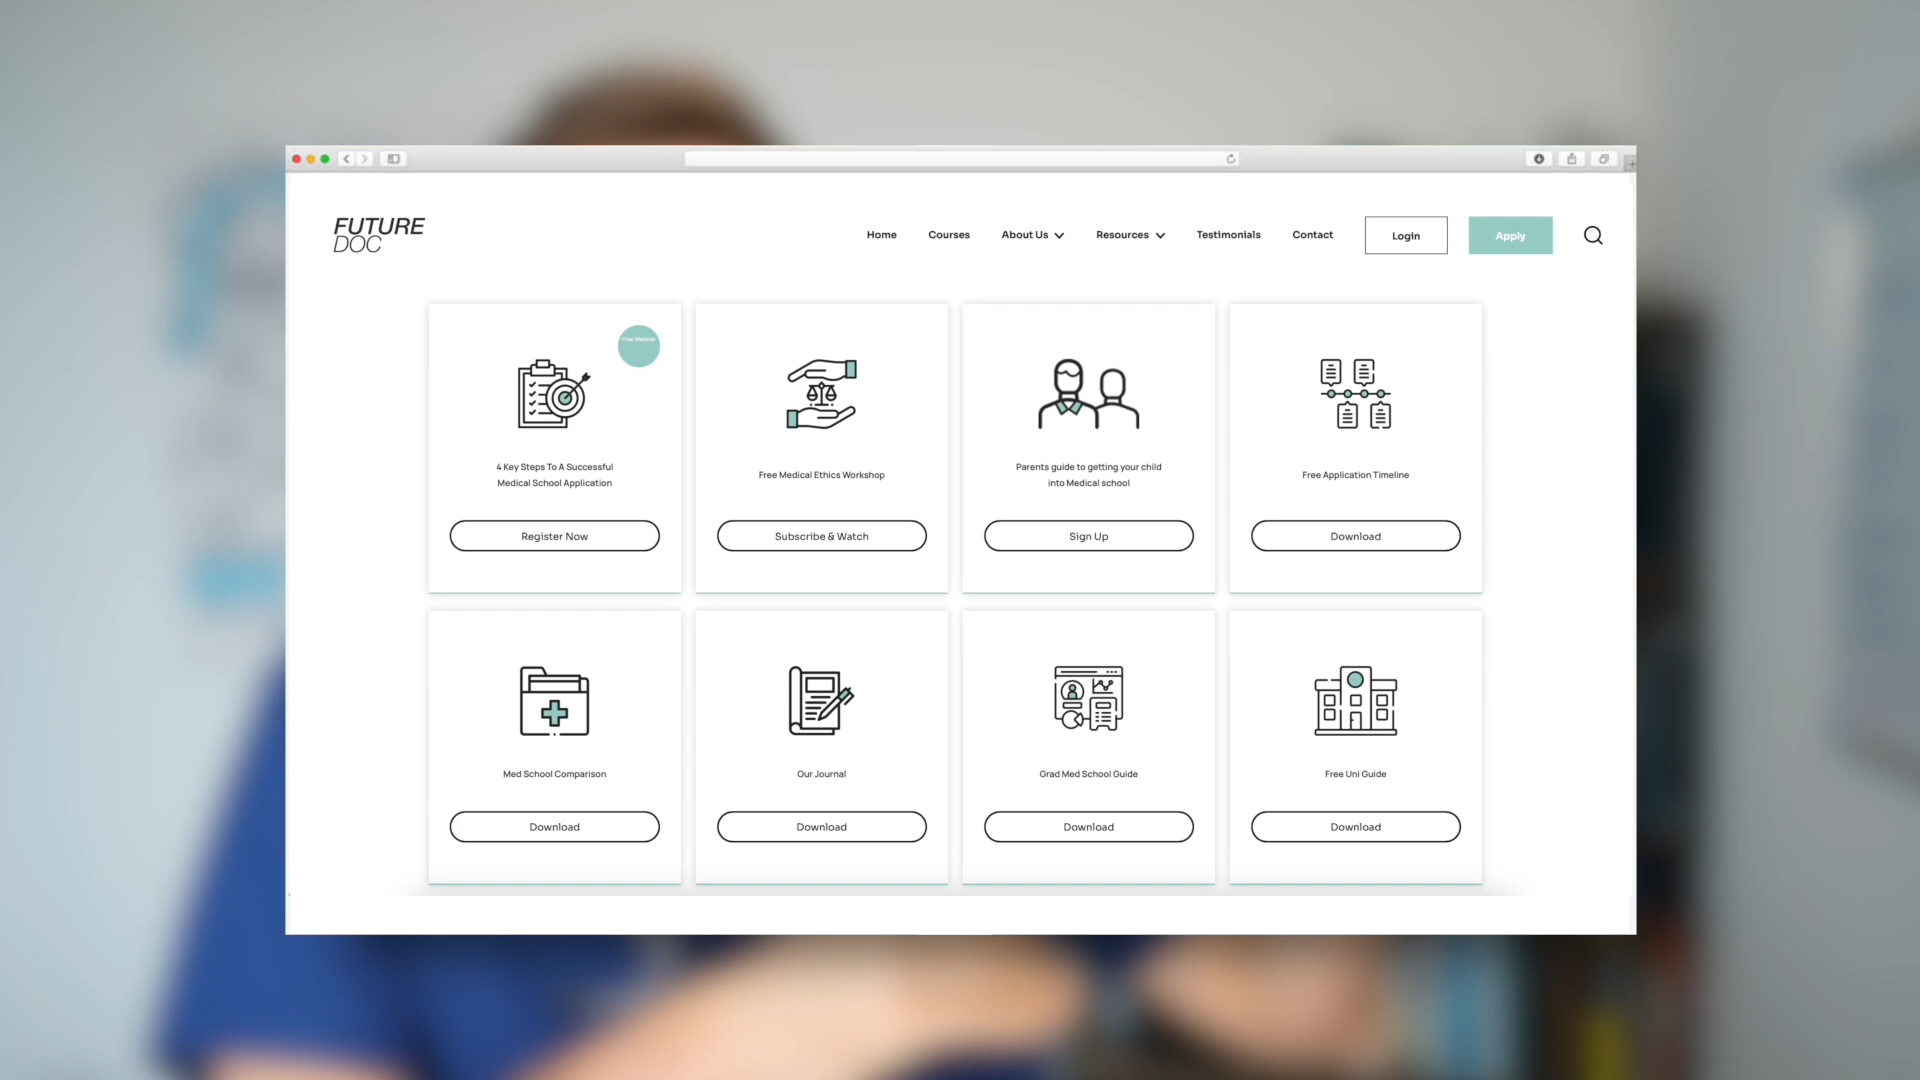 FUTURE
DOC
Home
Courses
About Us
Resources
Testimonials
Contact
Login
Apply
Free Webinar
4 Key Steps To A Successful
Medical School Application
Register Now
Free Medical Ethics Workshop
Subscribe & Watch
Parents guide to getting your child
into Medical school
Sign Up
Free Application Timeline
Download
Med School Comparison
Download
Our Journal
Download
Grad Med School Guide
Download
Free Uni Guide
Download